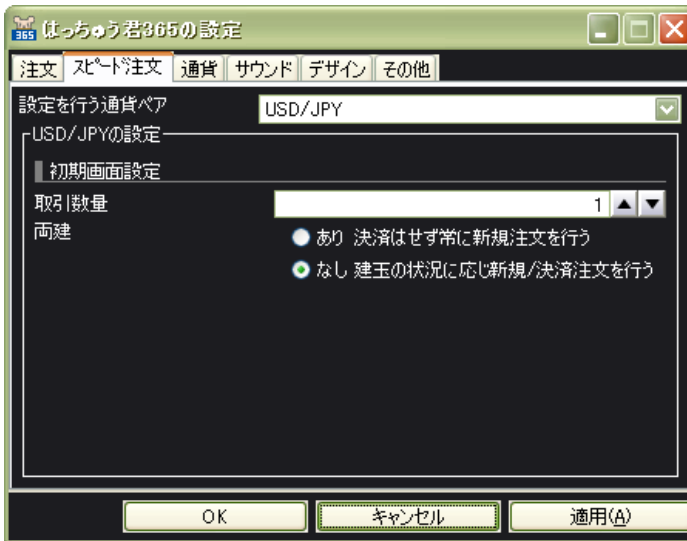 365 はっちゅう君365の設定
注文 スピード注文 通貨 サウンド デザイン その他
設定を行う通貨ペア USD/JPY
USD/JPYの設定
初期画面設定
取引数量 1
両建 あり 決済はせず常に新規注文を行う
なし 建玉の状況に応じ新規/決済注文を行う
OK キャンセル 適用(A)